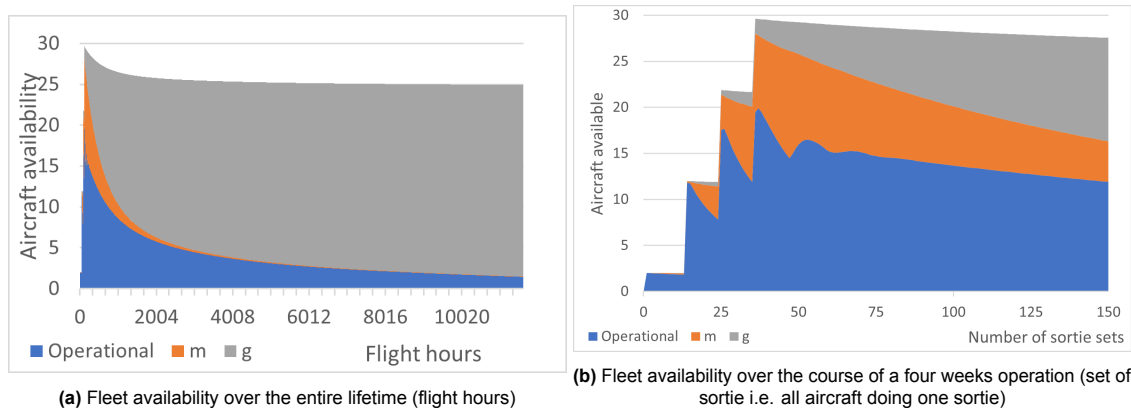 30
25
20
15
10
5
0
Aircraft availability
0 2004 4008 6012 8016 10020
Operational m g Flight hours
(a) Fleet availability over the entire lifetime (flight hours)
30
25
20
15
10
5
0
Aircraft available
0 25 50 75 100 125 150
Number of sortie sets
Operational m g
(b) Fleet availability over the course of a four weeks operation (set of
sortie i.e. all aircraft doing one sortie)